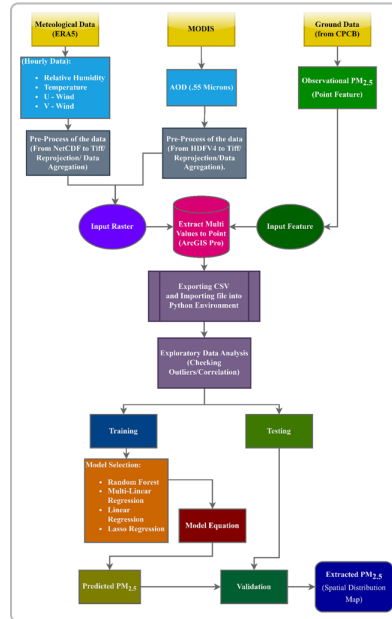 Meteological Data
(ERA5)
MODIS
Ground Data
(from CPCB)
(Hourly Data):
• Relative Humidity
• Temperature
• U - Wind
• V - Wind
AOD (.55 Microns)
Observational PM2.5
(Point Feature)
Pre-Process of the data
(From NetCDF to Tiff/
Reprojection/ Data
Agregation)
Pre-Process of the data
(From HDFV4 to Tiff/
Reprojection/Data
Agregation).
Input Raster
Extract Multi
Values to Point
(ArcGIS Pro)
Input Feature
Exporting CSV
and Importing file into
Python Environment
Exploratory Data Analysis
(Checking
Outliers/Correlation)
Training
Testing
Model Selection:
• Random Forest
• Multi-Linear
Regression
• Linear
Regression
• Lasso Regression
Model Equation
Predicted PM2.5
Validation
Extracted PM2.5
(Spatial Distribution
Map)